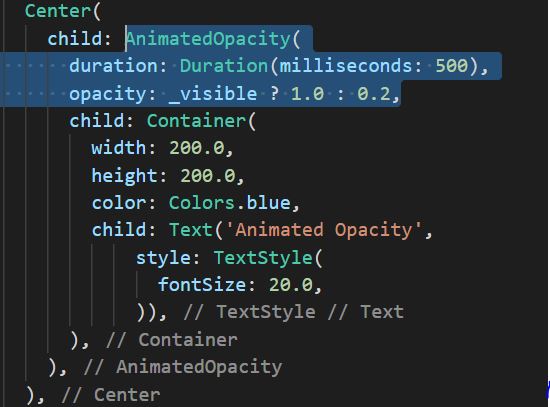 Center(
child: AnimatedOpacity(
duration: Duration(milliseconds: 500),
opacity: _visible ? 1.0 : 0.2,
child: Container(
width: 200.0,
height: 200.0,
color: Colors.blue,
child: Text('Animated Opacity',
style: TextStyle(
fontSize: 20.0,
)), // TextStyle // Text
), // Container
), // AnimatedOpacity
), // Center